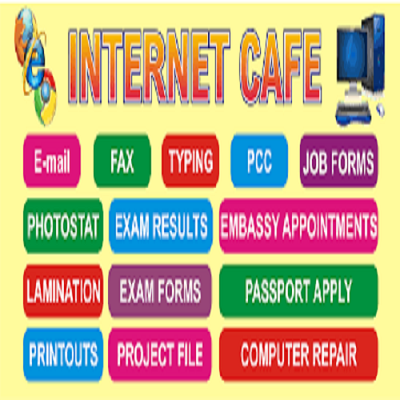 INTERNET CAFE
E-mail FAX TYPING PCC JOB FORMS
PHOTOSTAT EXAM RESULTS EMBASSY APPOINTMENTS
LAMINATION EXAM FORMS PASSPORT APPLY
PRINTOUTS PROJECT FILE COMPUTER REPAIR